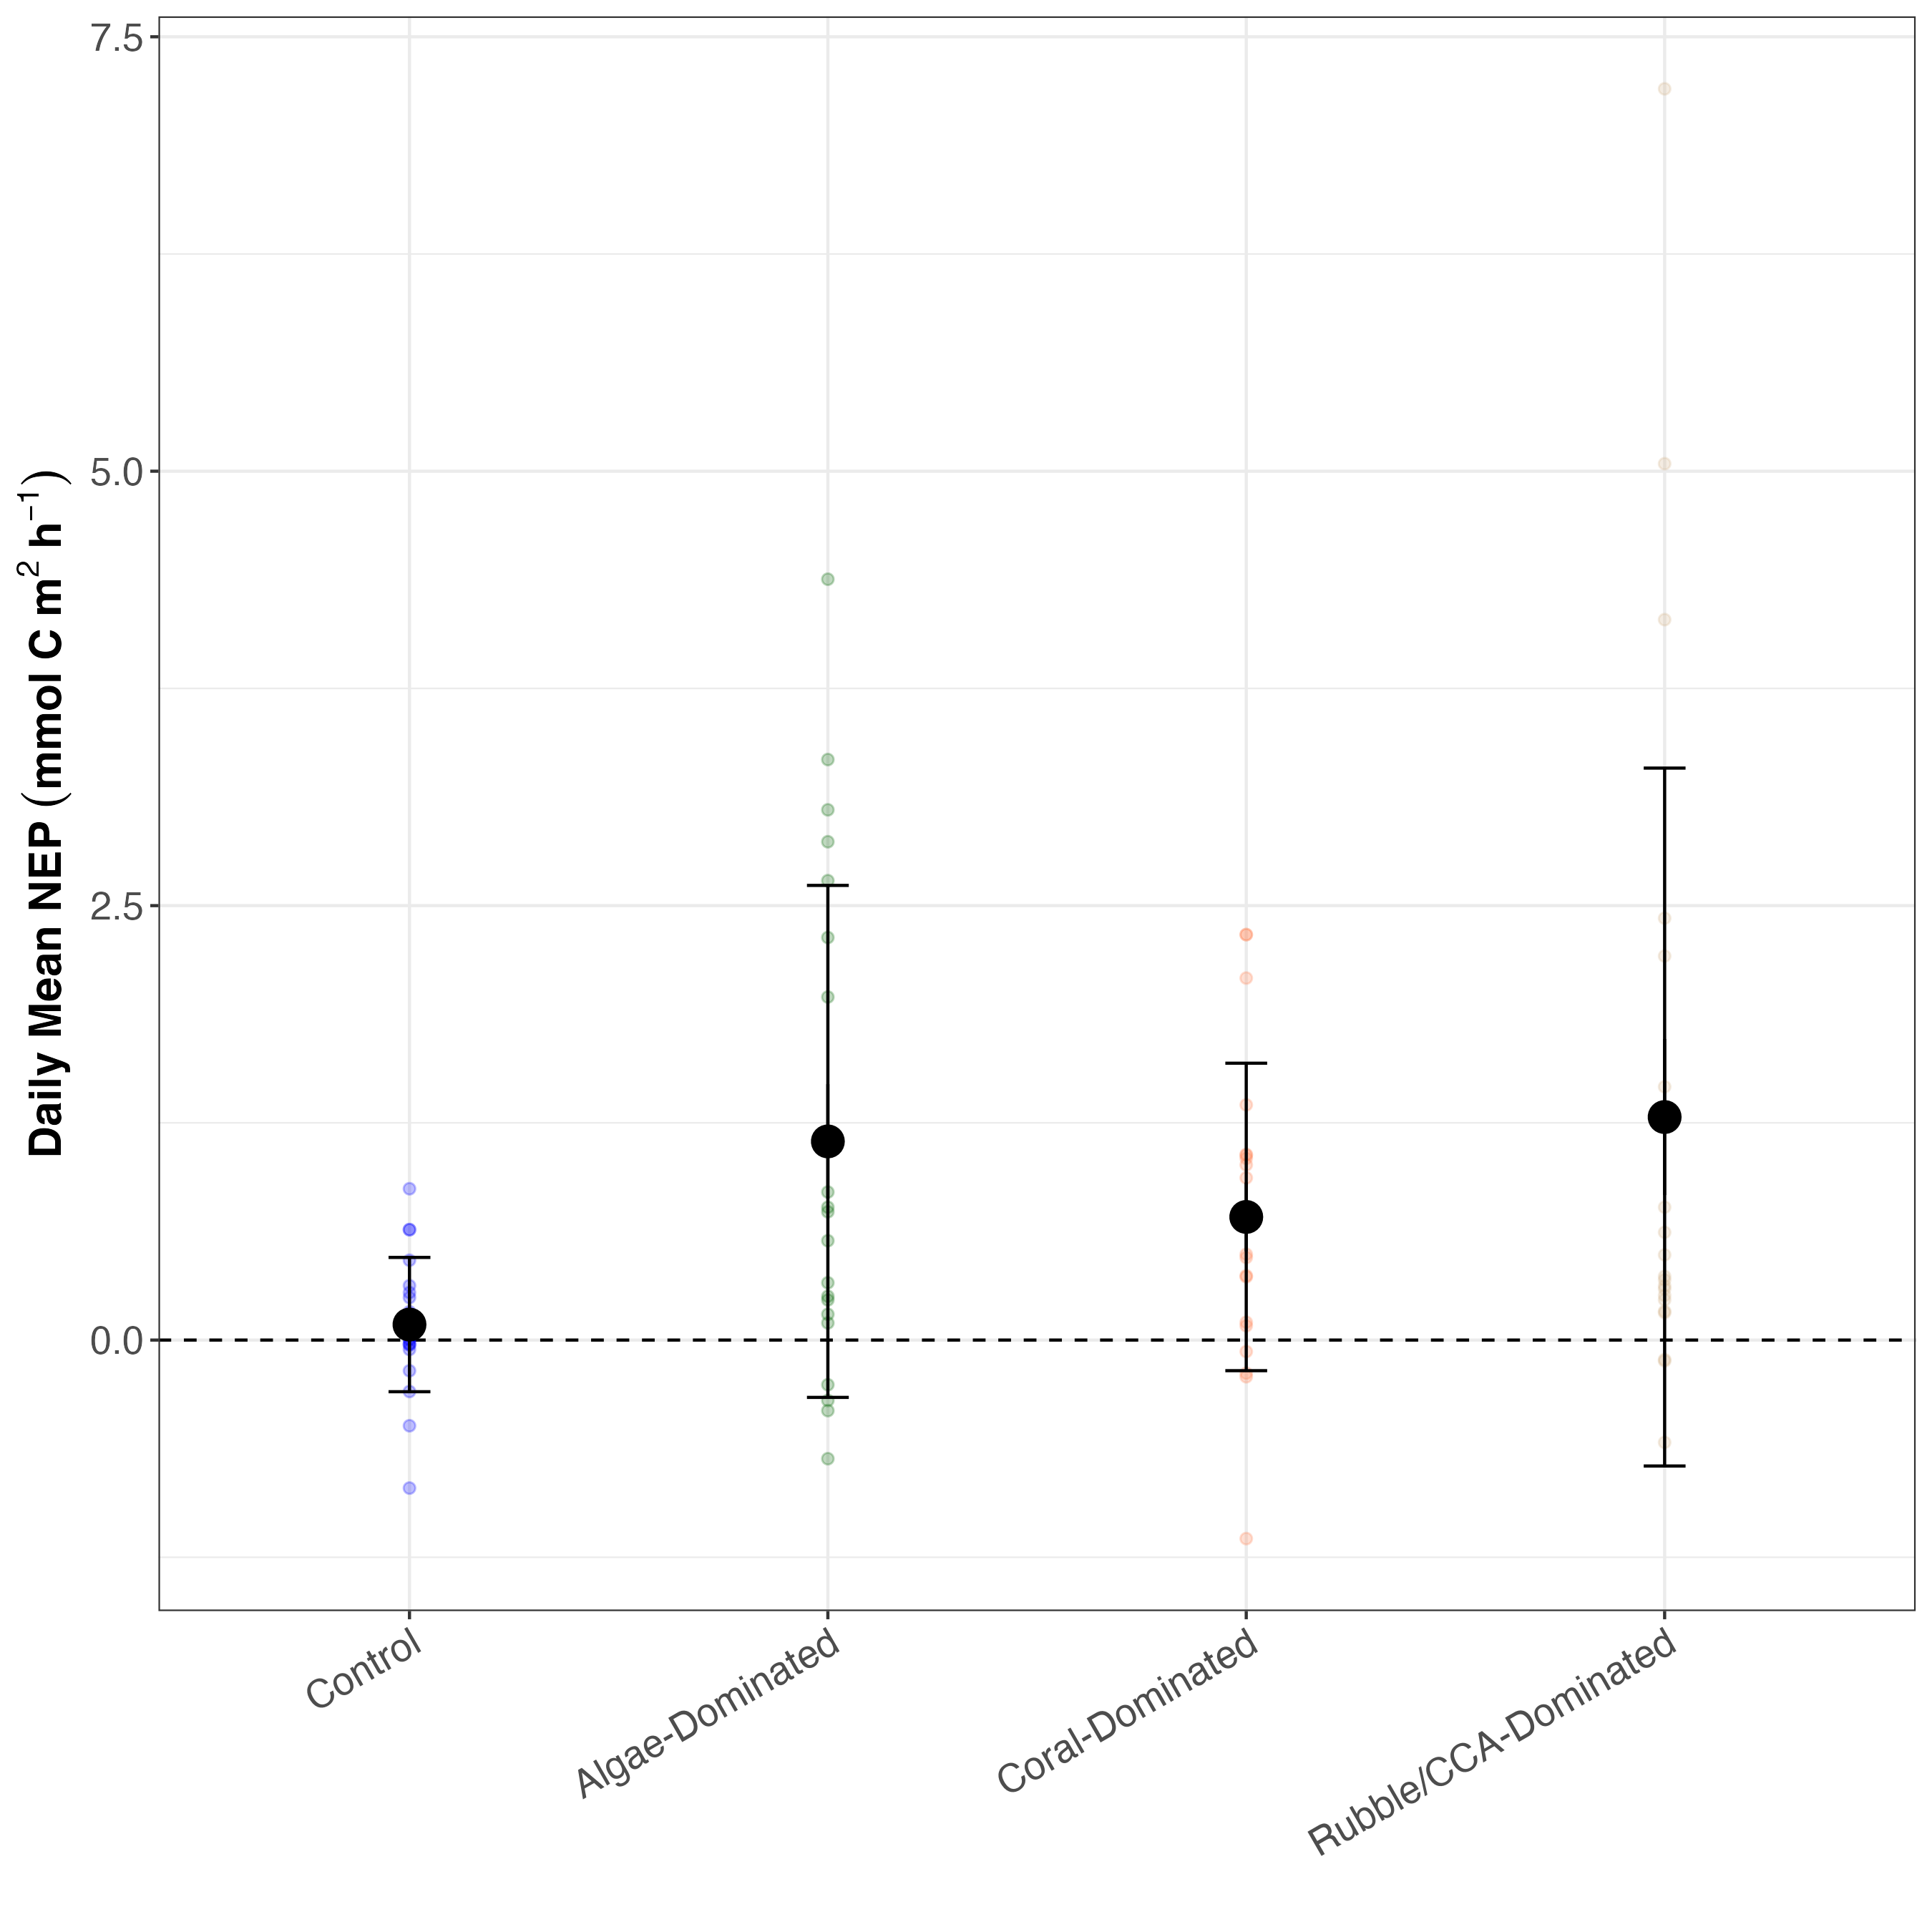 Daily Mean NEP (mmol C m² h⁻¹)
7.5
5.0
2.5
0.0
Control
Algae-Dominated
Coral-Dominated
Rubble/CCA-Dominated